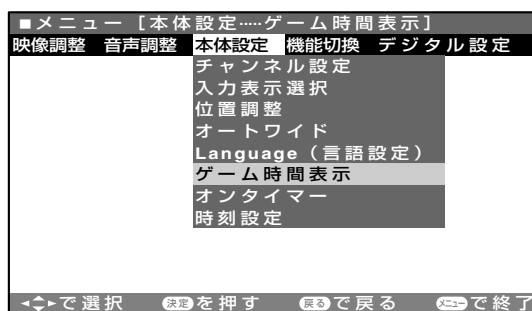 ■メニュー [本体設定……ゲーム時間表示]
映像調整 音声調整 本体設定 機能切換 デジタル設定
チャンネル設定
入力表示選択
位置調整
オートワイド
Language(言語設定)
ゲーム時間表示
オンタイマー
時刻設定
で選択 決定を押す 戻るで戻る メニューで終了